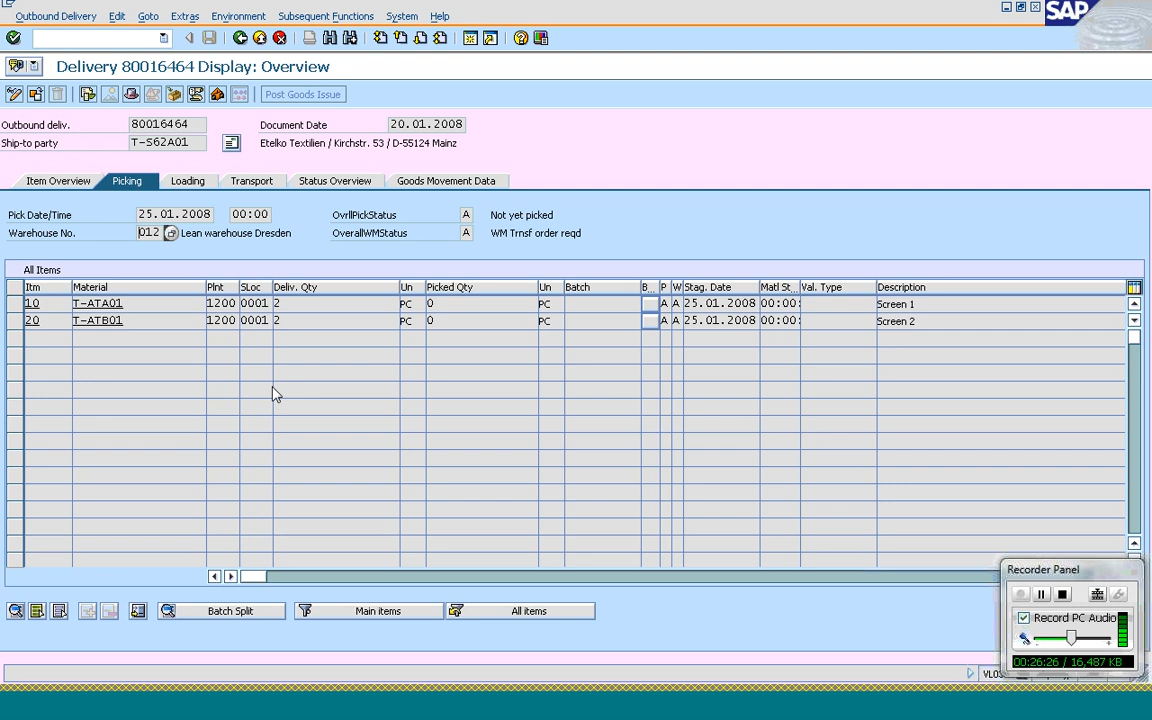 Outbound Delivery Edit Goto Extras Environment Subsequent Functions System Help
SAP
Delivery 80016464 Display: Overview
Post Goods Issue
Outbound deliv. 80016464 Document Date 20.01.2008
Ship-to party T-S62A01 Etelko Textilien / Kirchstr. 53 / D-55124 Mainz
Item Overview Picking Loading Transport Status Overview Goods Movement Data
Pick Date/Time 25.01.2008 00:00 OvrllPickStatus A Not yet picked
Warehouse No. 012 Lean warehouse Dresden OverallWMStatus A WM Trnsf order reqd
All Items
Itm Material Plnt SLoc Deliv. Qty Un Picked Qty Un Batch B... P W Stag. Date Matl St... Val. Type Description
10 T-ATA01 1200 0001 2 PC 0 PC A A 25.01.2008 00:00: Screen 1
20 T-ATB01 1200 0001 2 PC 0 PC A A 25.01.2008 00:00: Screen 2
Batch Split Main items All items
Recorder Panel
Record PC Audio
00:26:26 / 16,487 KB